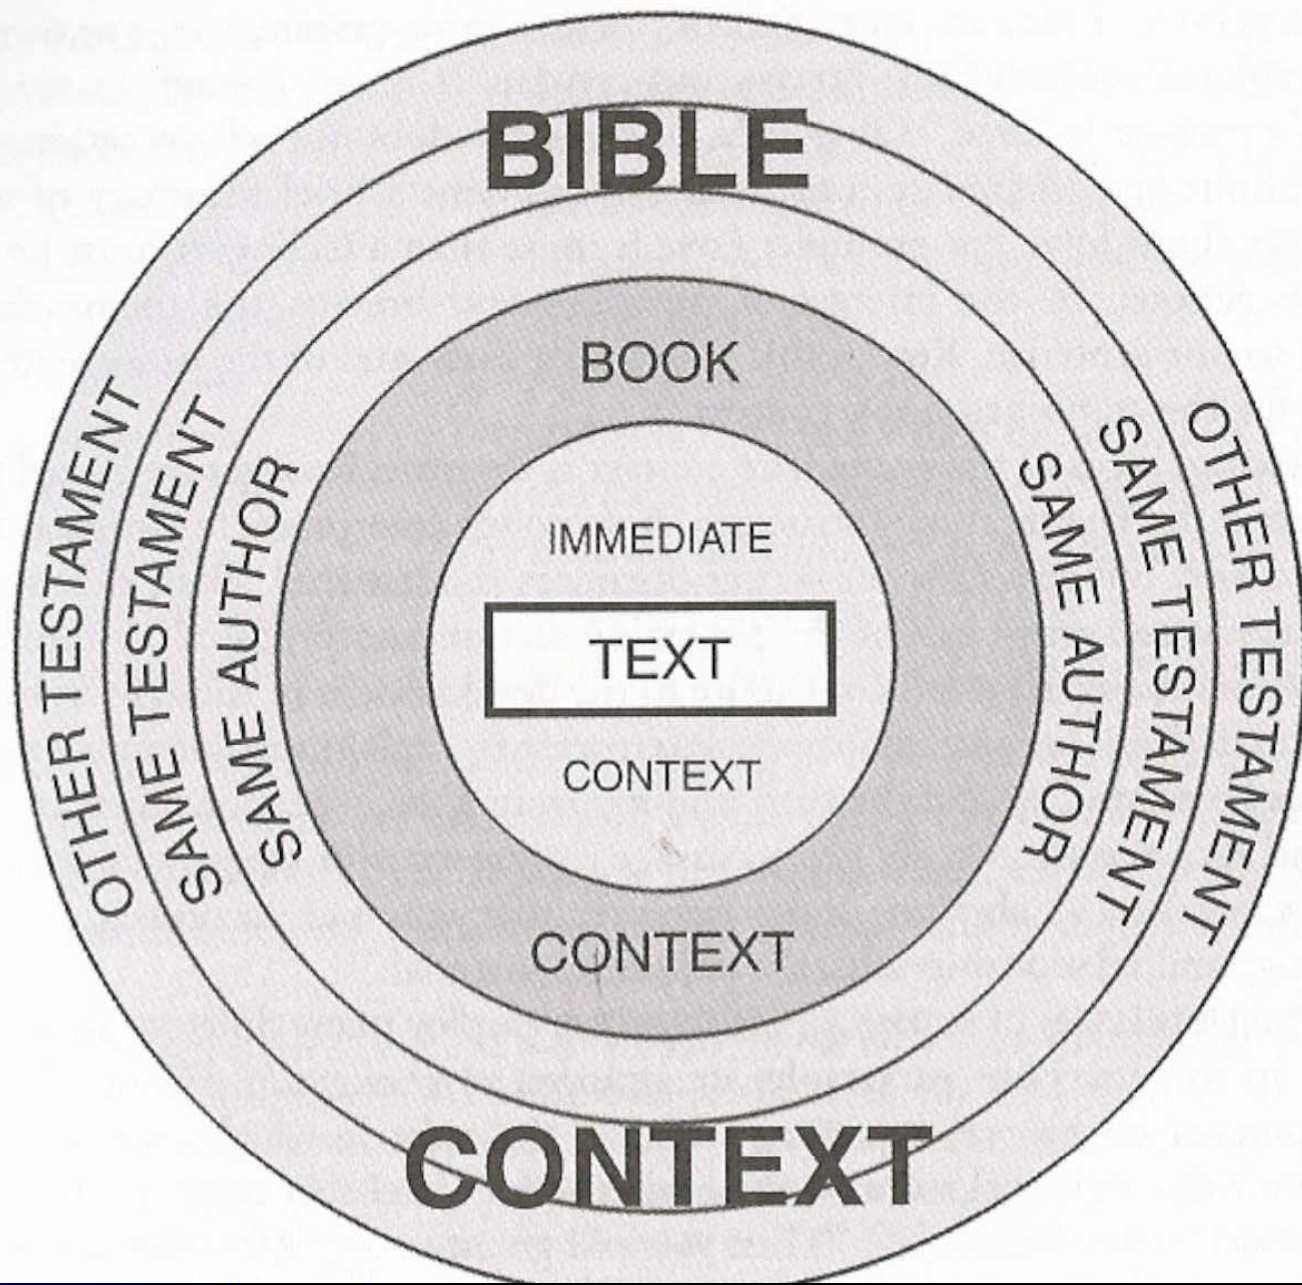 BIBLE
BOOK
OTHER TESTAMENT
SAME TESTAMENT
SAME AUTHOR
IMMEDIATE
TEXT
CONTEXT
SAME AUTHOR
SAME TESTAMENT
OTHER TESTAMENT
CONTEXT
CONTEXT